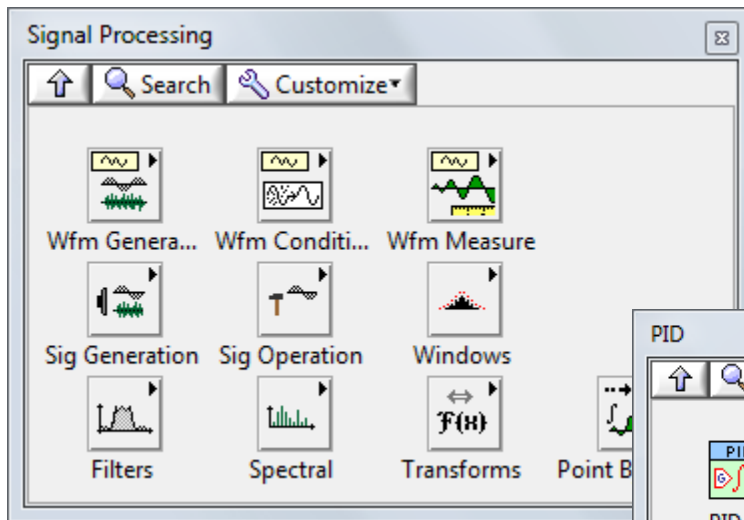 Signal Processing
Search Customize
Wfm Genera... Wfm Conditi... Wfm Measure
Sig Generation Sig Operation Windows
PID
F(x)
Filters Spectral Transforms Point B
PID